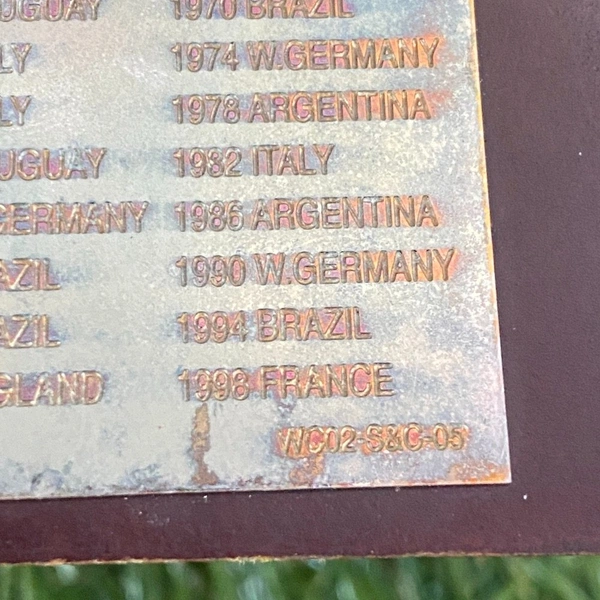 UGUAY 1970 BRAZIL
LY 1974 W.GERMANY
LY 1978 ARGENTINA
UGUAY 1982 ITALY
GERMANY 1986 ARGENTINA
AZIL 1990 W.GERMANY
AZIL 1994 BRAZIL
GLAND 1998 FRANCE
WC02-S&C-05